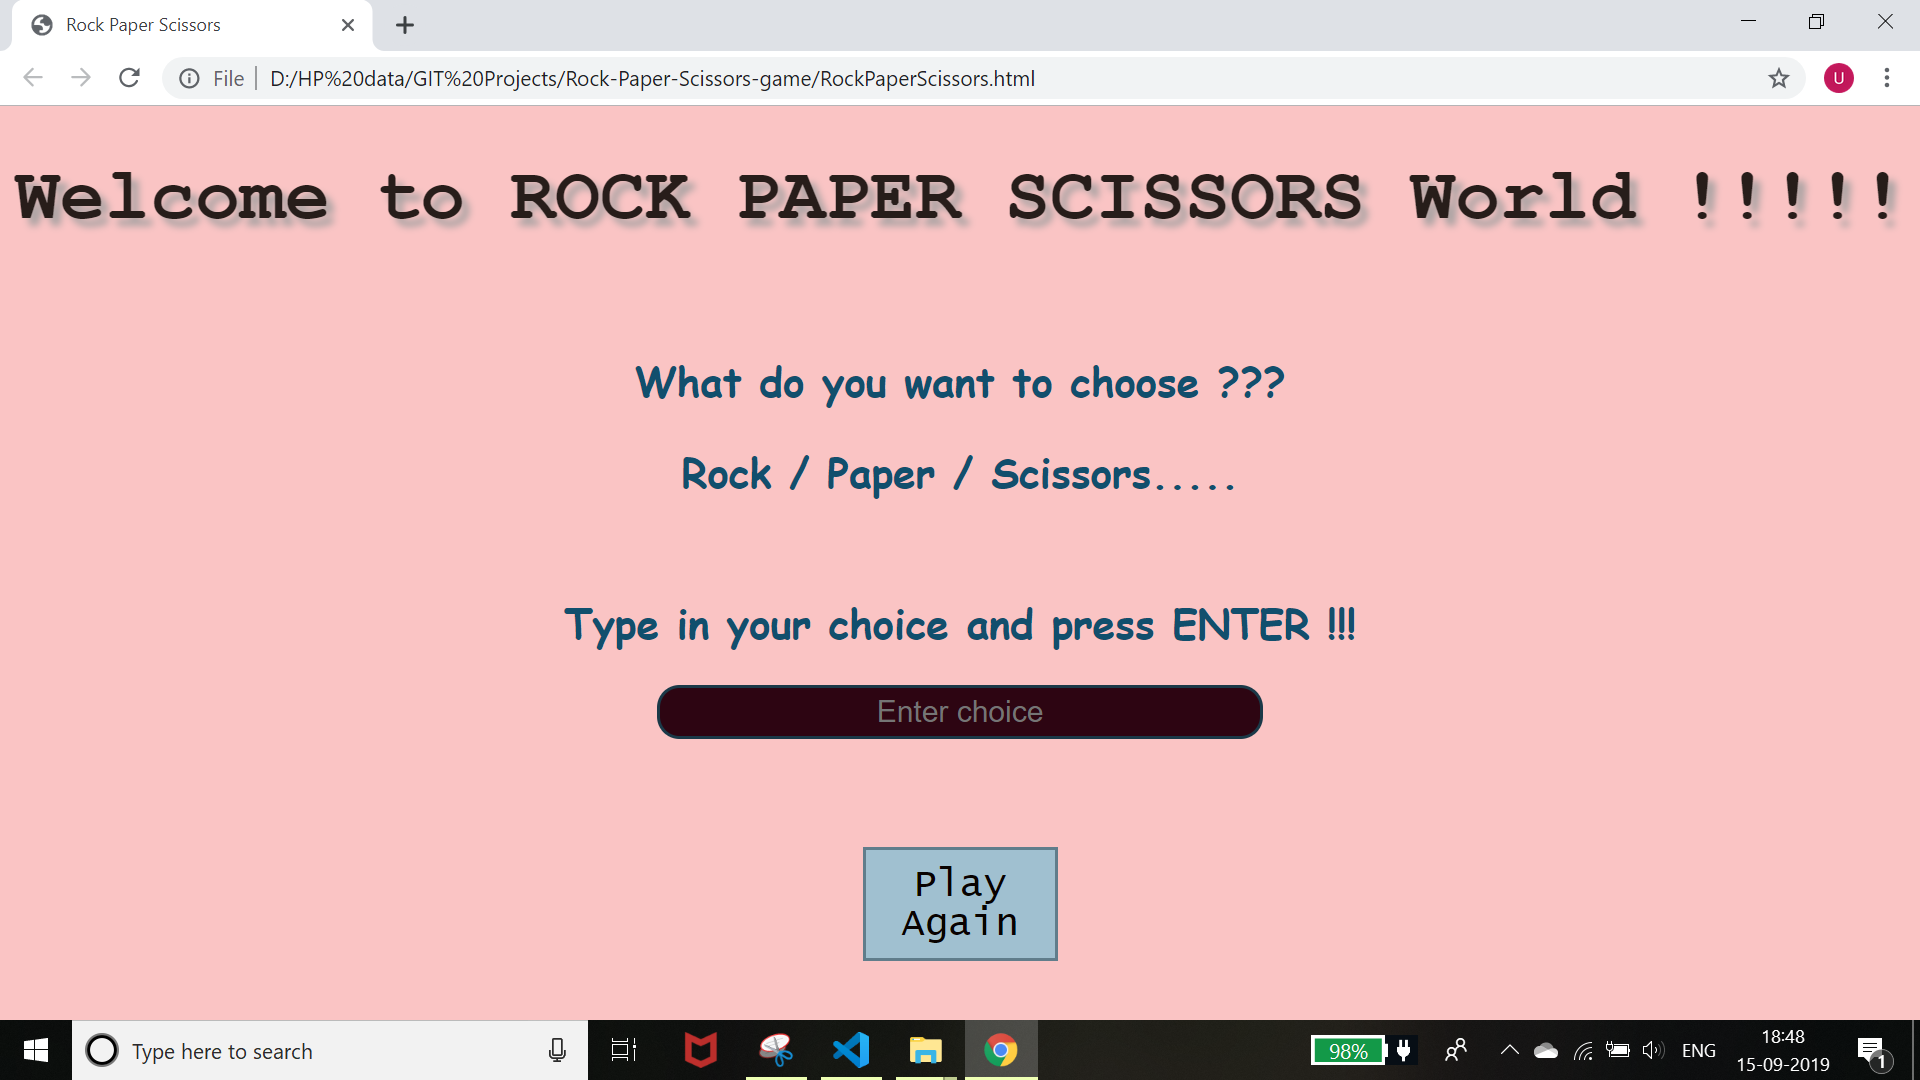 Rock Paper Scissors
File
D:/HP%20data/GIT%20Projects/Rock-Paper-Scissors-game/RockPaperScissors.html
U
Welcome to ROCK PAPER SCISSORS World !!!!!
What do you want to choose ???
Rock / Paper / Scissors.....
Type in your choice and press ENTER !!!
Enter choice
Play
Again
Type here to search
98%
ENG
18:48
15-09-2019
1